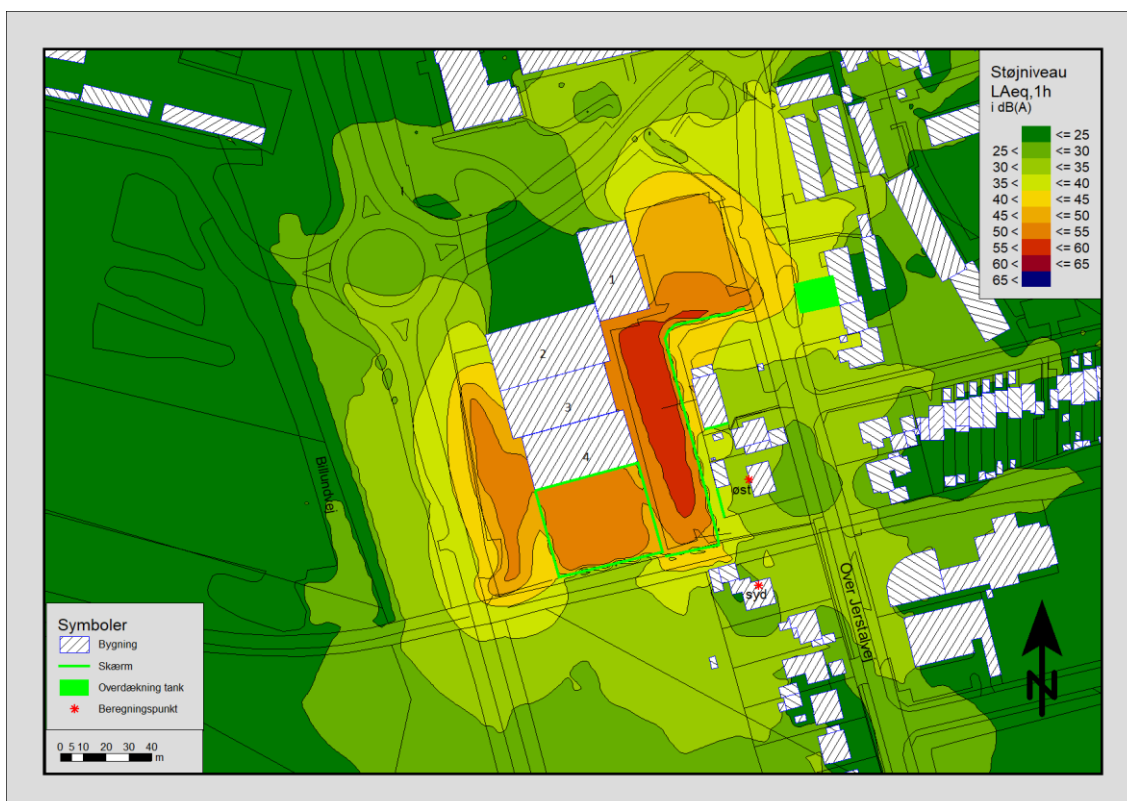 Støjniveau
LAeq,1h
i dB(A)
<= 25
25 < <= 30
30 < <= 35
35 < <= 40
40 < <= 45
45 < <= 50
50 < <= 55
55 < <= 60
60 < <= 65
65 <
1
2
3
4
Billundvej
øst
syd
Over Jerstalvej
N
Symboler
Bygning
Skærm
Overdækning tank
Beregningspunkt
0 5 10 20 30 40
m